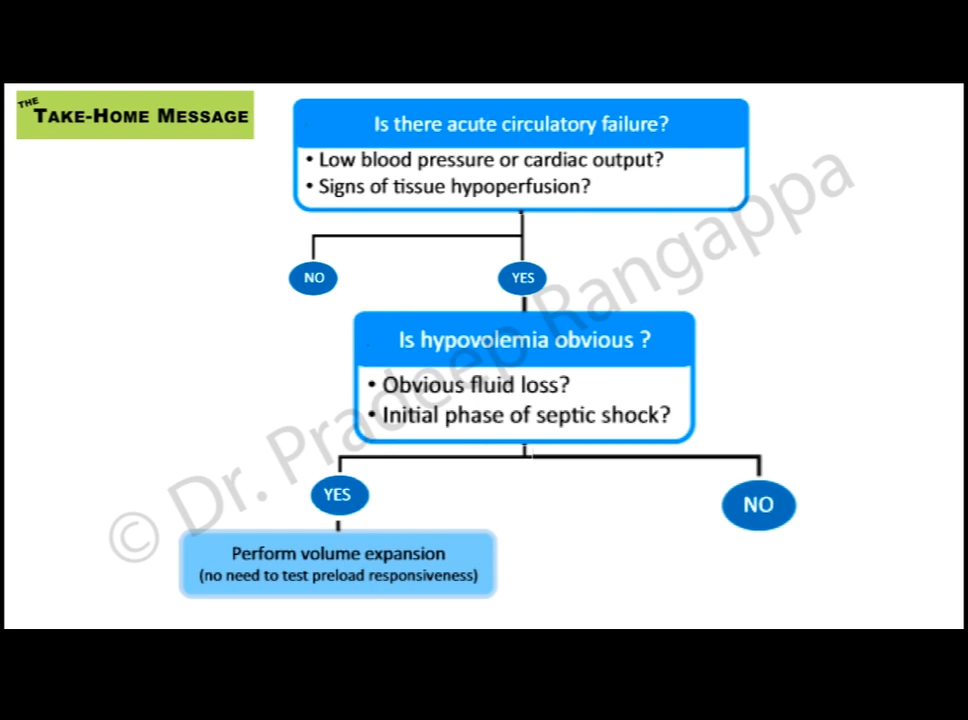 THE
TAKE-HOME MESSAGE
Is there acute circulatory failure?
• Low blood pressure or cardiac output?
• Signs of tissue hypoperfusion?
NO
YES
Is hypovolemia obvious ?
• Obvious fluid loss?
• Initial phase of septic shock?
YES
NO
Perform volume expansion
(no need to test preload responsiveness)
© Dr. Pradeep Rangappa